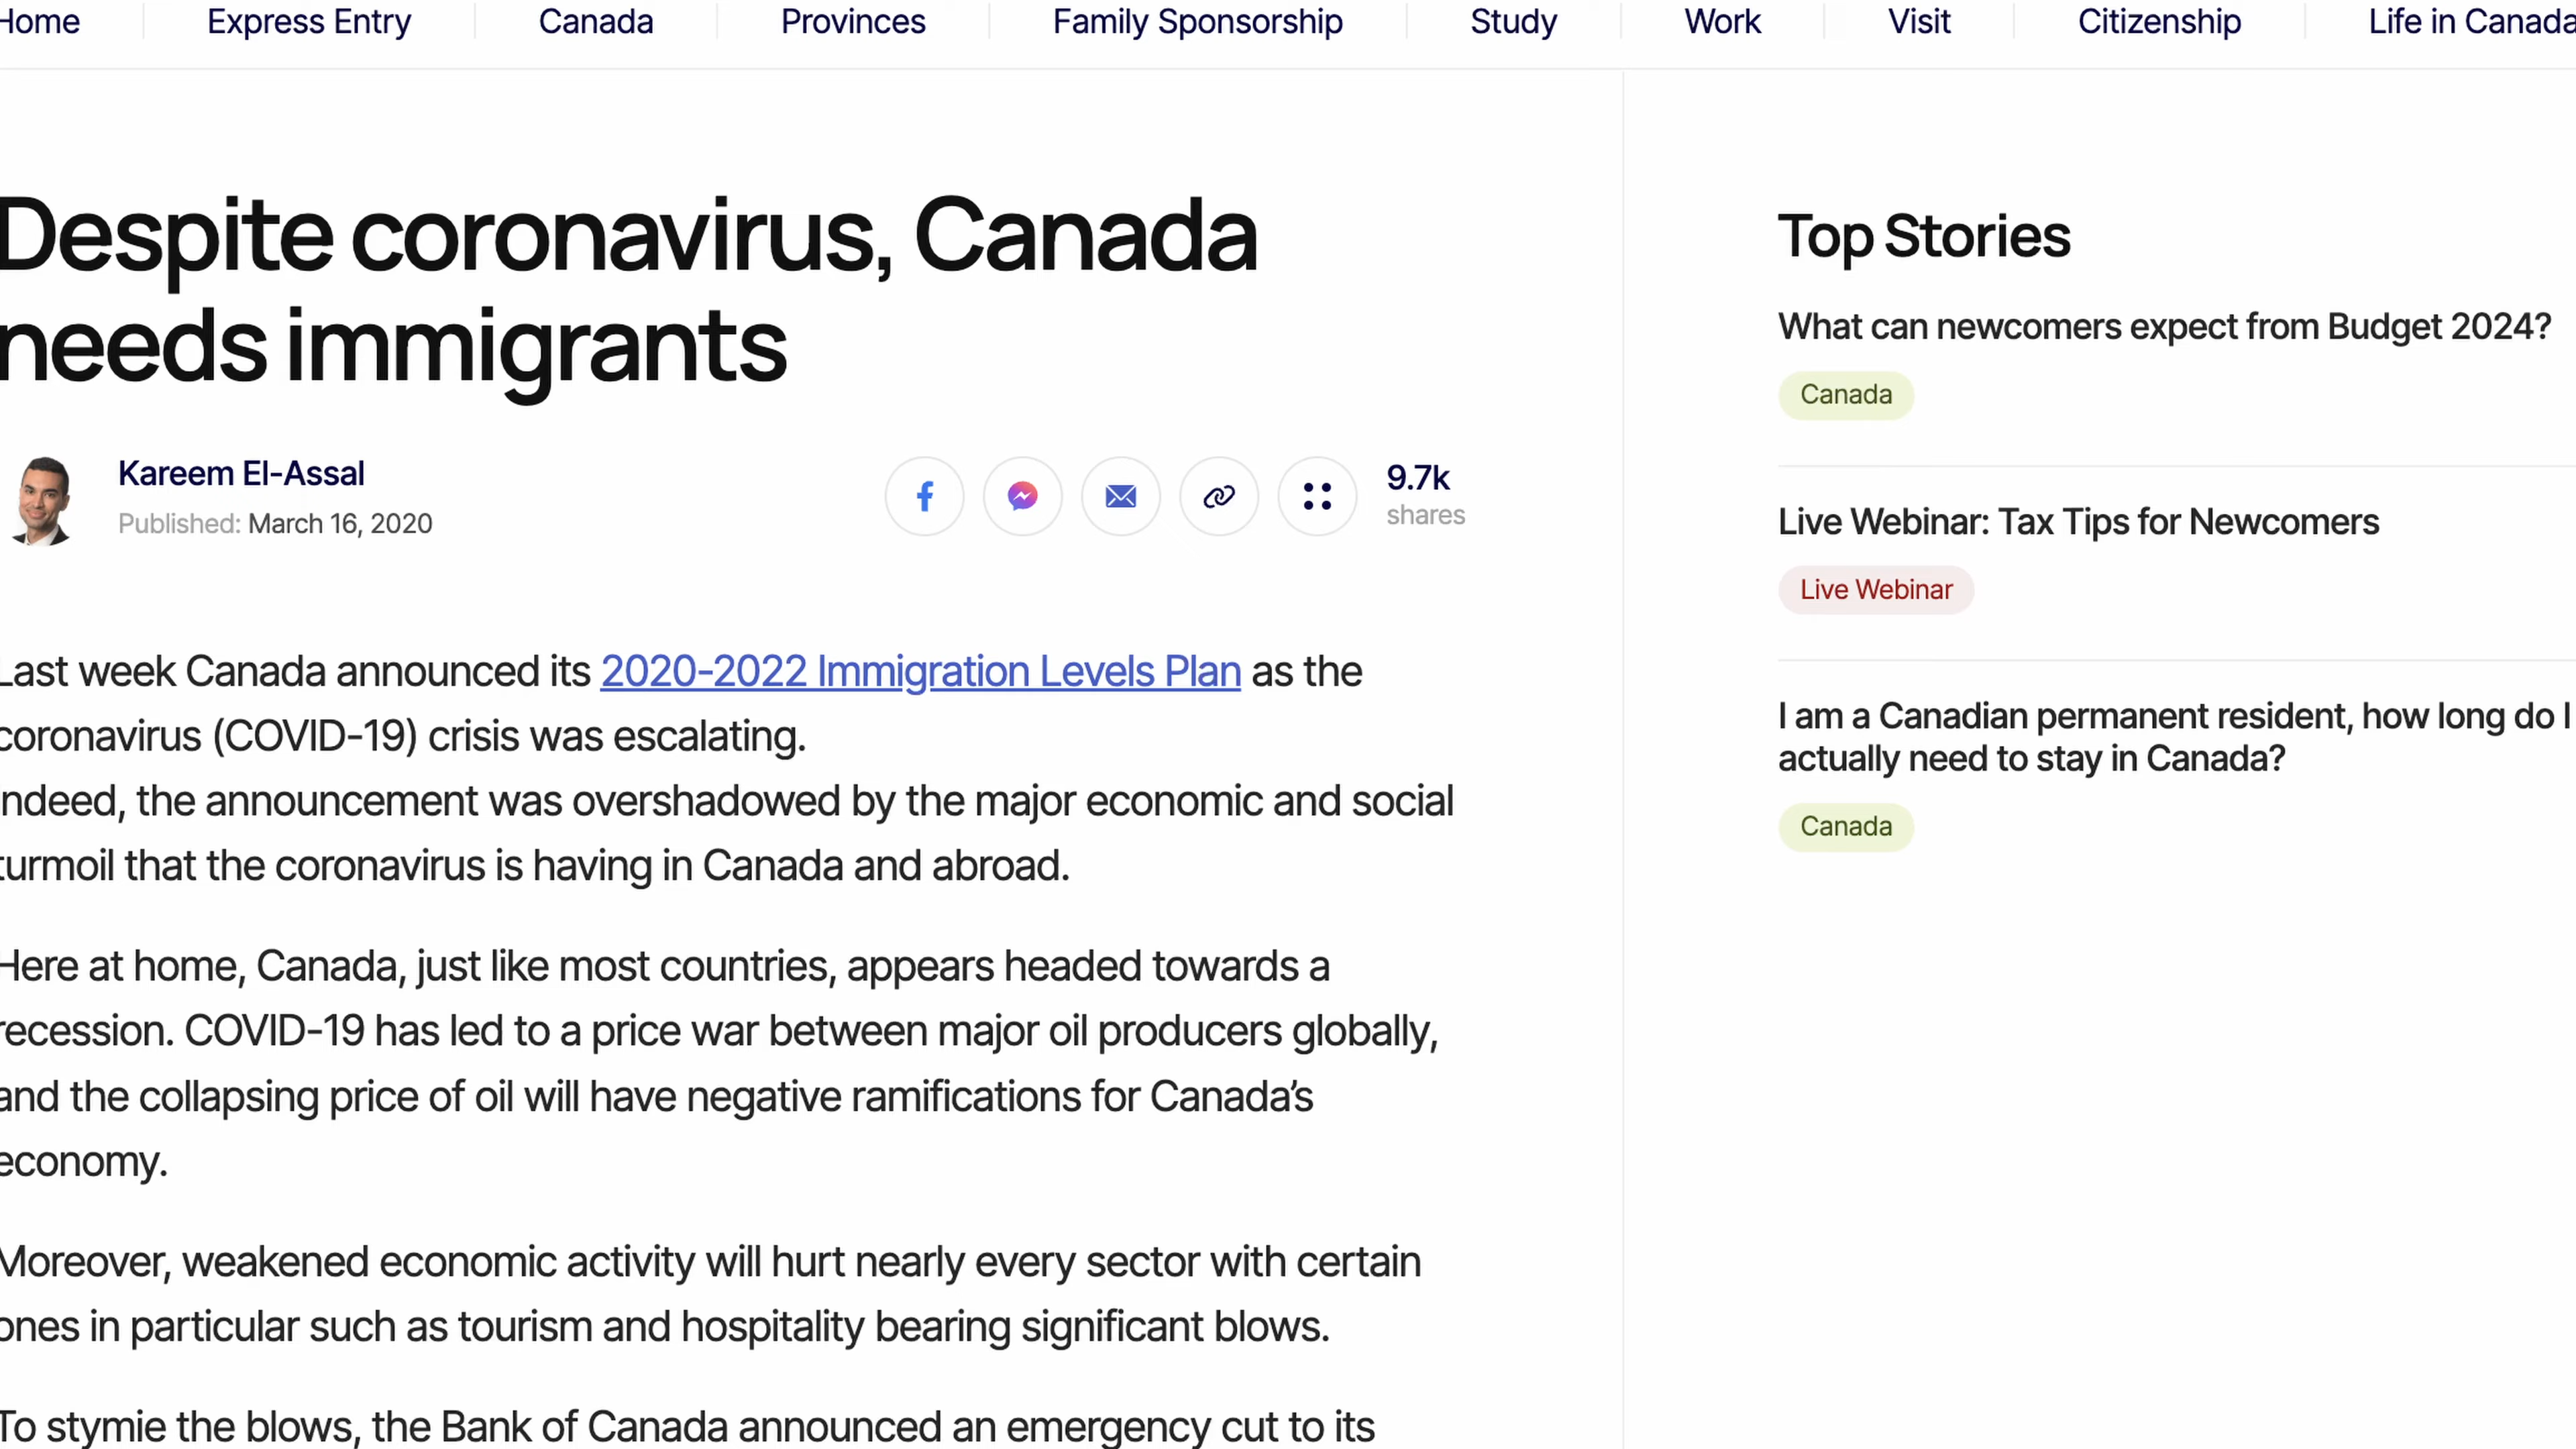 Home Express Entry Canada Provinces Family Sponsorship Study Work Visit Citizenship Life in Canada
Despite coronavirus, Canada
needs immigrants
Kareem El-Assal
Published: March 16, 2020
9.7k
shares
Last week Canada announced its 2020-2022 Immigration Levels Plan as the
coronavirus (COVID-19) crisis was escalating.
Indeed, the announcement was overshadowed by the major economic and social
turmoil that the coronavirus is having in Canada and abroad.
Here at home, Canada, just like most countries, appears headed towards a
recession. COVID-19 has led to a price war between major oil producers globally,
and the collapsing price of oil will have negative ramifications for Canada’s
economy.
Moreover, weakened economic activity will hurt nearly every sector with certain
ones in particular such as tourism and hospitality bearing significant blows.
To stymie the blows, the Bank of Canada announced an emergency cut to its
Top Stories
What can newcomers expect from Budget 2024?
Canada
Live Webinar: Tax Tips for Newcomers
Live Webinar
I am a Canadian permanent resident, how long do I
actually need to stay in Canada?
Canada